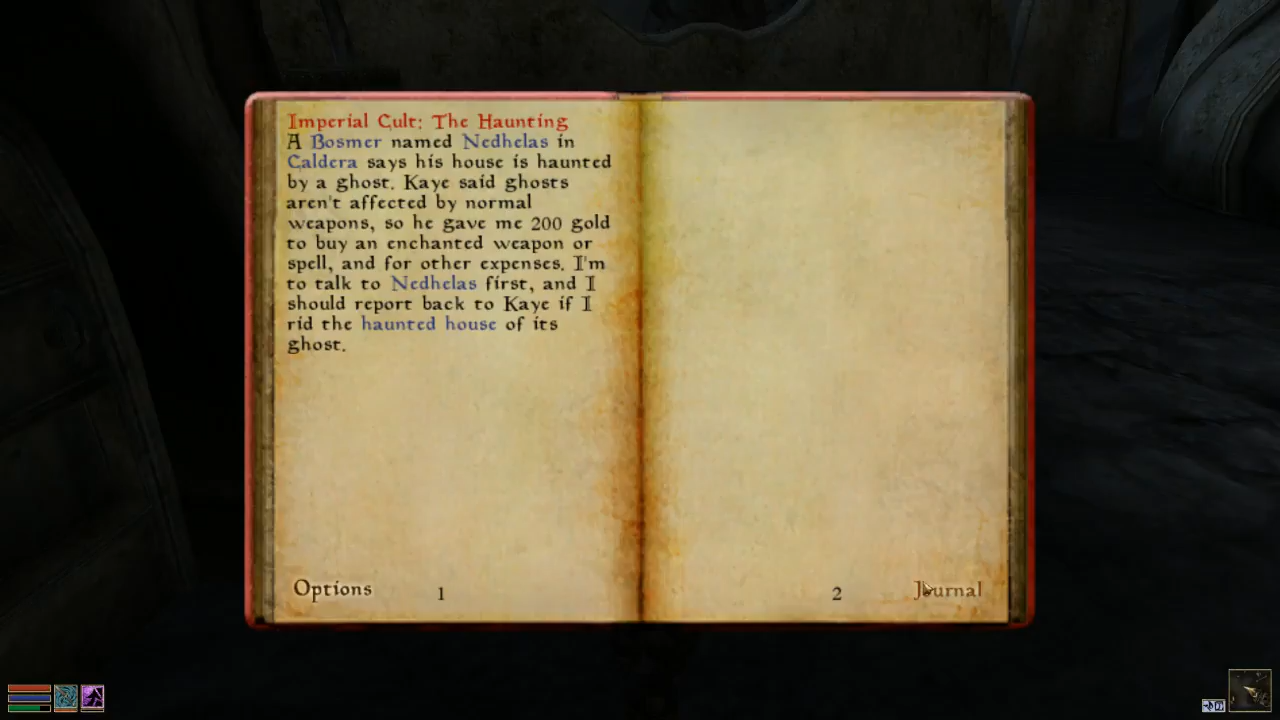 Imperial Cult: The Haunting
A Bosmer named Nedhelas in
Caldera says his house is haunted
by a ghost. Kaye said ghosts
aren't affected by normal
weapons, so he gave me 200 gold
to buy an enchanted weapon or
spell, and for other expenses. I'm
to talk to Nedhelas first, and I
should report back to Kaye if I
rid the haunted house of its
ghost.
Options
1
2
Journal